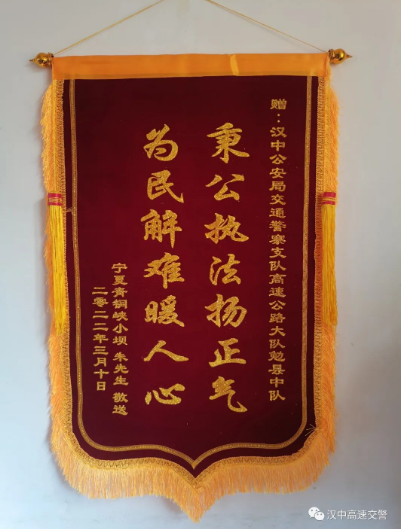 赠：汉中公安局交通警察支队高速公路大队勉县中队
秉公执法扬正气
为民解难暖人心
宁夏青桐峡小坝 朱先生 敬送
二零二二年三月十日
汉中高速交警